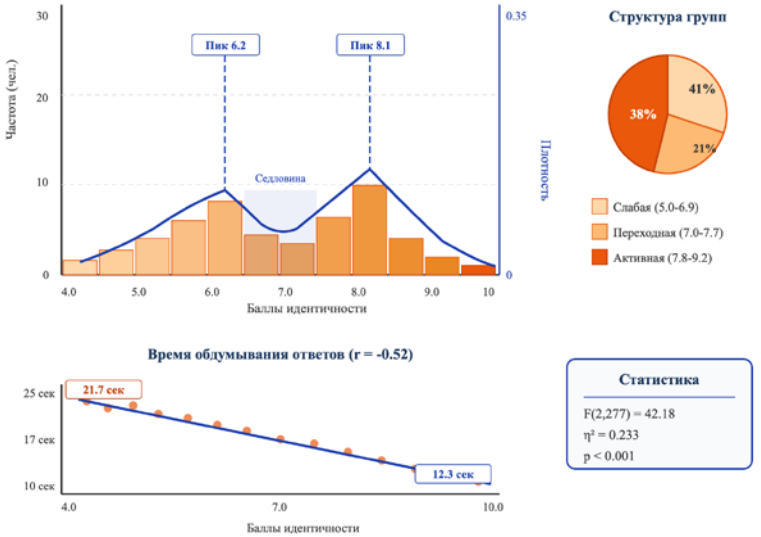 30
20
10
0
Частота (чел.)
Пик 6.2
Пик 8.1
Седловина
0.35
0
Плотность
4.0 5.0 6.0 7.0 8.0 9.0 10
Баллы идентичности
Структура групп
41%
38%
21%
Слабая (5.0-6.9)
Переходная (7.0-7.7)
Активная (7.8-9.2)
Время обдумывания ответов (r = -0.52)
25 сек
17 сек
10 сек
21.7 сек
12.3 сек
4.0 7.0 10.0
Баллы идентичности
Статистика
F(2,277) = 42.18
η² = 0.233
p < 0.001